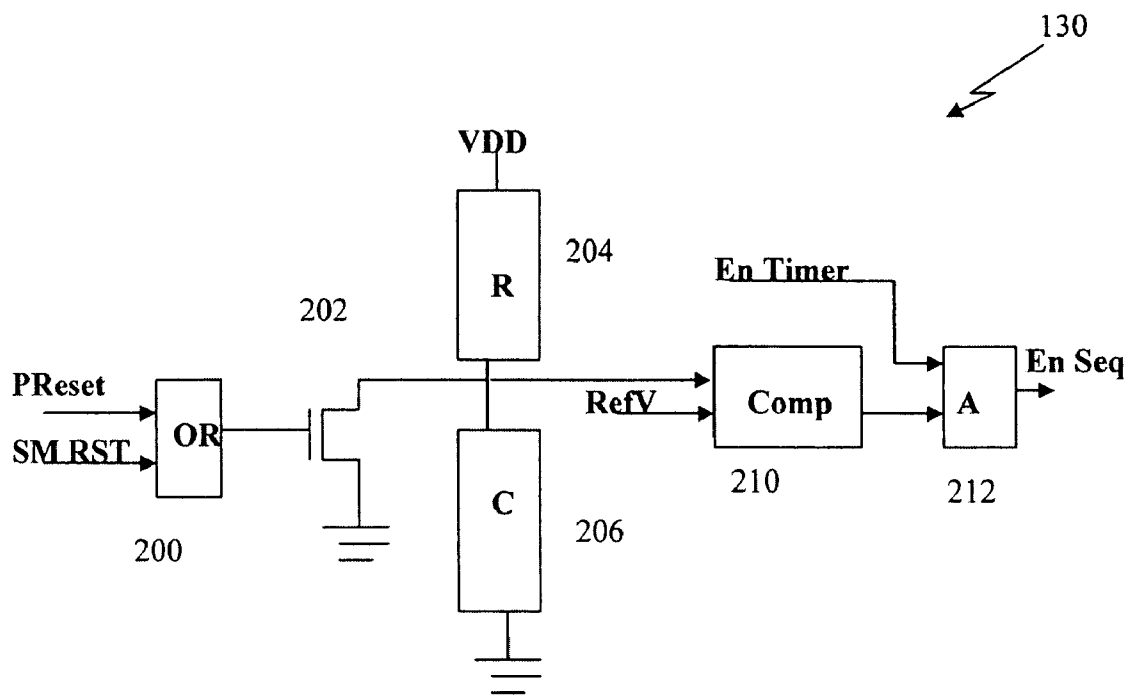 130
VDD
204
R
En Timer
202
En Seq
PReset
RefV
Comp
A
OR
SM RST
210
212
C
206
200